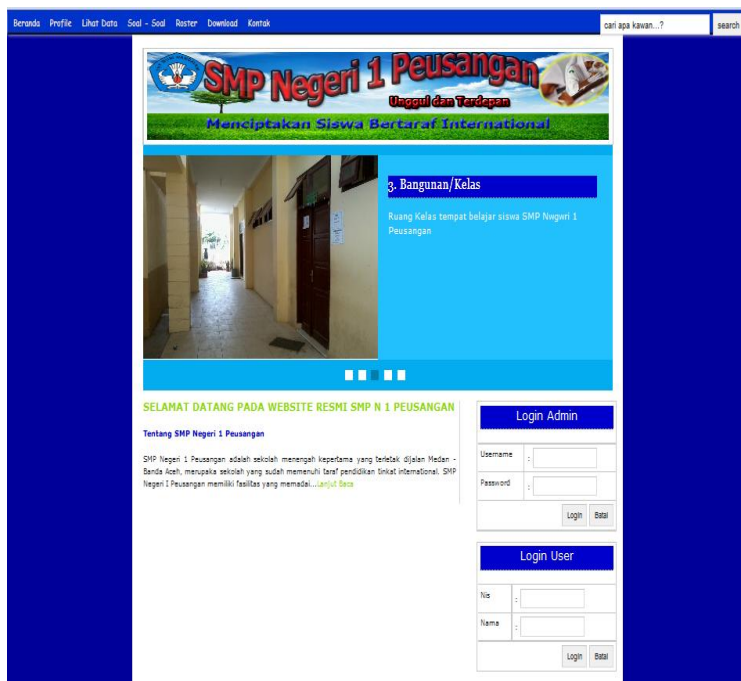 Beranda Profile Lihat Data Soal - Soal Roster Download Kontak
cari apa kawan...? search
SMP Negeri 1 Peusangan
Unggul dan Terdepan
Menciptakan Siswa Bertaraf International
3. Bangunan/Kelas
Ruang Kelas tempat belajar siswa SMP Nwgwri 1
Peusangan
SELAMAT DATANG PADA WEBSITE RESMI SMP N 1 PEUSANGAN
Tentang SMP Negeri 1 Peusangan
SMP Negeri 1 Peusangan adalah sekolah menengah kepertama yang terletak dijalan Medan -
Banda Aceh, merupaka sekolah yang sudah memenuhi taraf pendidikan tinkat international. SMP
Negeri I Peusangan memiliki fasilitas yang memadai...Lanjut Baca
Login Admin
Username :
Password :
Login Batal
Login User
Nis :
Nama :
Login Batal